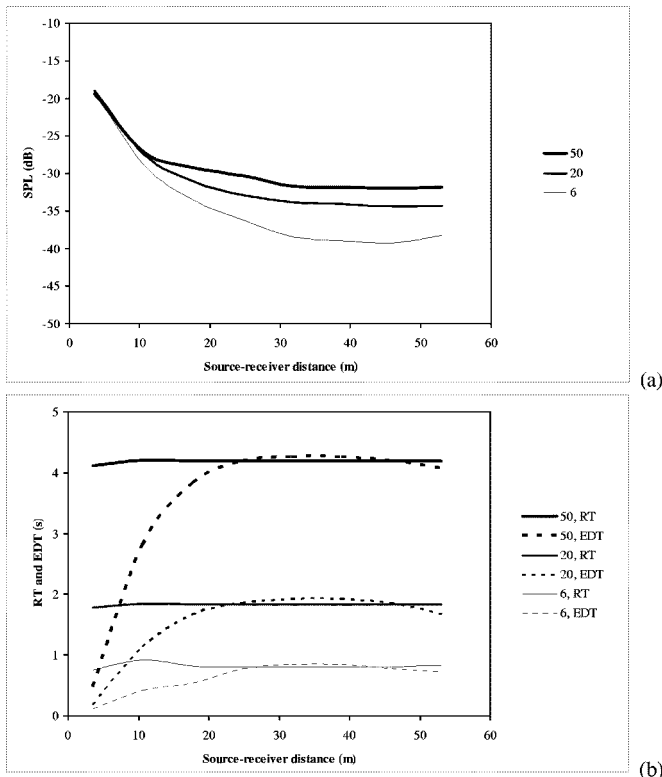 -10
-15
-20
-25
-30
-35
-40
-45
-50
SPL (dB)
0 10 20 30 40 50 60
Source-receiver distance (m)
50
20
6
(a)
5
4
3
2
1
0
RT and EDT (s)
0 10 20 30 40 50 60
Source-receiver distance (m)
50, RT
50, EDT
20, RT
20, EDT
6, RT
6, EDT
(b)